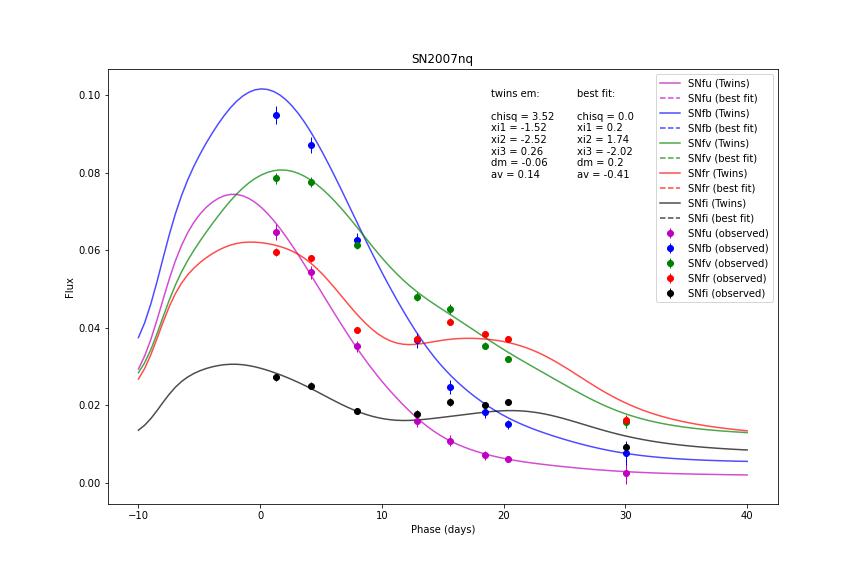 SN2007nq
twins em: best fit:
chisq = 3.52 chisq = 0.0
xi1 = -1.52 xi1 = 0.2
xi2 = -2.52 xi2 = 1.74
xi3 = 0.26 xi3 = -2.02
dm = -0.06 dm = 0.2
av = 0.14 av = -0.41
SNfu (Twins)
SNfu (best fit)
SNfb (Twins)
SNfb (best fit)
SNfv (Twins)
SNfv (best fit)
SNfr (Twins)
SNfr (best fit)
SNfi (Twins)
SNfi (best fit)
SNfu (observed)
SNfb (observed)
SNfv (observed)
SNfr (observed)
SNfi (observed)
Flux
0.10
0.08
0.06
0.04
0.02
0.00
−10 0 10 20 30 40
Phase (days)